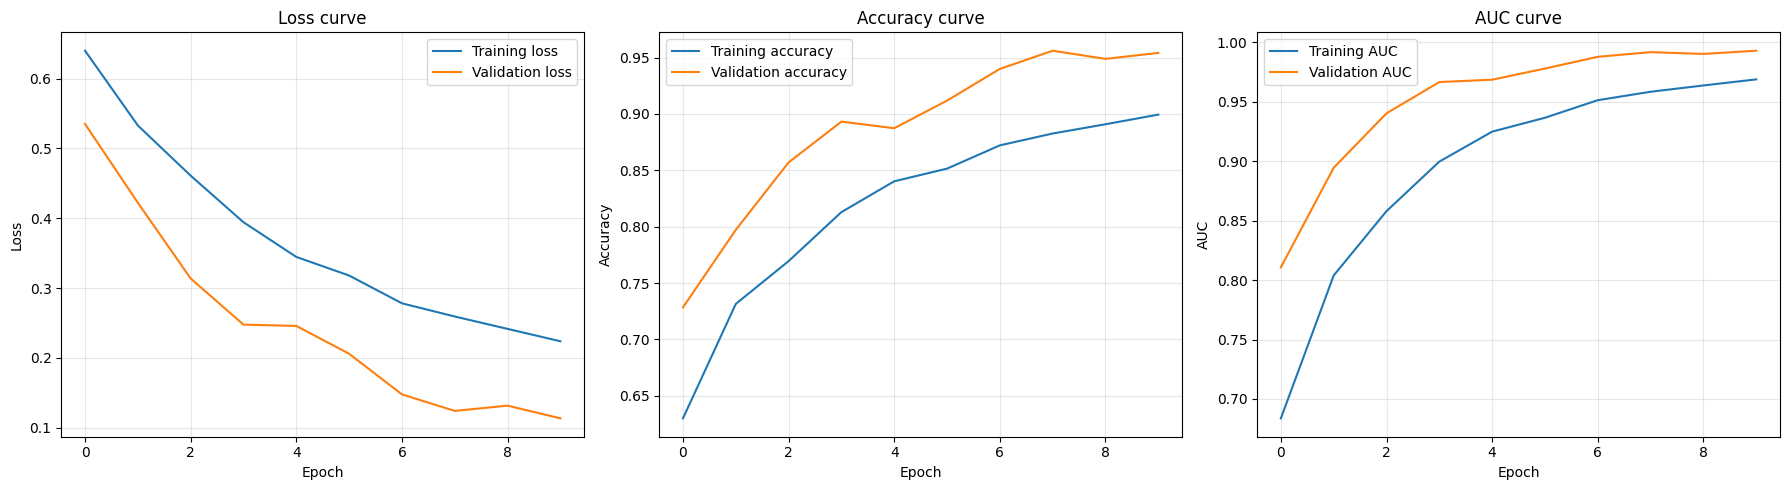 Loss curve
Training loss
Validation loss
0.6
0.5
0.4
0.3
0.2
0.1
Loss
0 2 4 6 8
Epoch
Accuracy curve
Training accuracy
Validation accuracy
0.95
0.90
0.85
0.80
0.75
0.70
0.65
Accuracy
0 2 4 6 8
Epoch
AUC curve
Training AUC
Validation AUC
1.00
0.95
0.90
0.85
0.80
0.75
0.70
AUC
0 2 4 6 8
Epoch